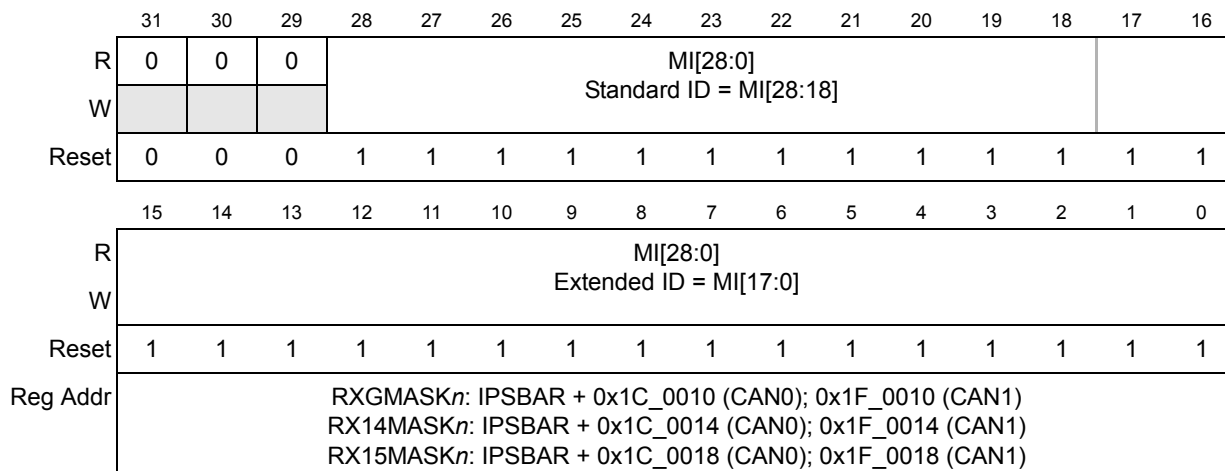 31 30 29 28 27 26 25 24 23 22 21 20 19 18 17 16
R 0 0 0 MI[28:0]
Standard ID = MI[28:18]
W
Reset 0 0 0 1 1 1 1 1 1 1 1 1 1 1 1 1
15 14 13 12 11 10 9 8 7 6 5 4 3 2 1 0
R MI[28:0]
Extended ID = MI[17:0]
W
Reset 1 1 1 1 1 1 1 1 1 1 1 1 1 1 1 1
Reg Addr RXGMASKn: IPSBAR + 0x1C_0010 (CAN0); 0x1F_0010 (CAN1)
RX14MASKn: IPSBAR + 0x1C_0014 (CAN0); 0x1F_0014 (CAN1)
RX15MASKn: IPSBAR + 0x1C_0018 (CAN0); 0x1F_0018 (CAN1)